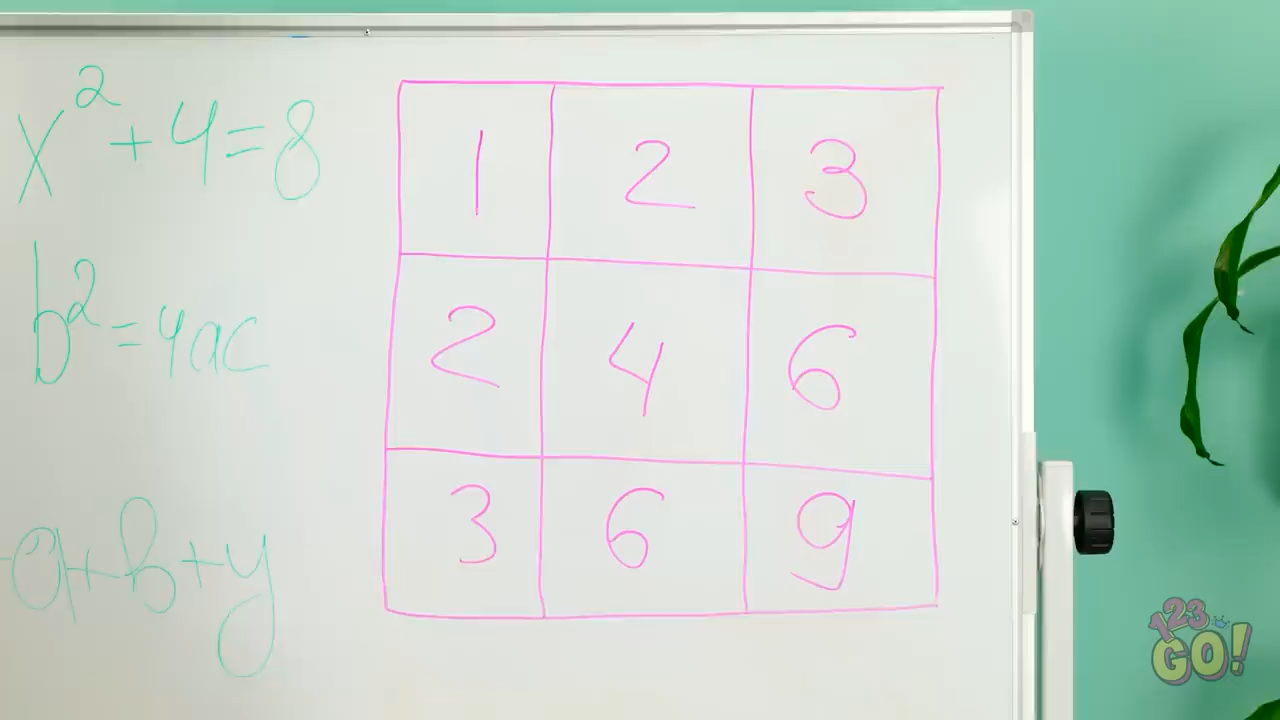 x² + 4 = 8
b² = 4ac
-a+b+y
1 2 3
2 4 6
3 6 9
123 GO!